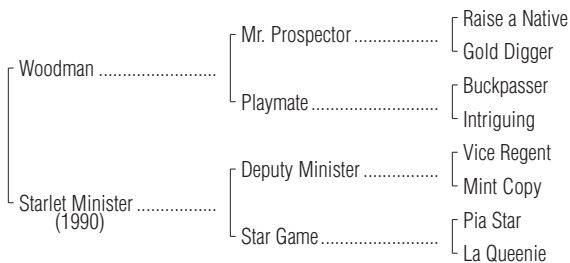 Raise a Native
Mr. Prospector ..................
Gold Digger
Woodman .........................
Buckpasser
Playmate ...........................
Intriguing
Vice Regent
Deputy Minister ................
Mint Copy
Starlet Minister .................
(1990)
Pia Star
Star Game .........................
La Queenie